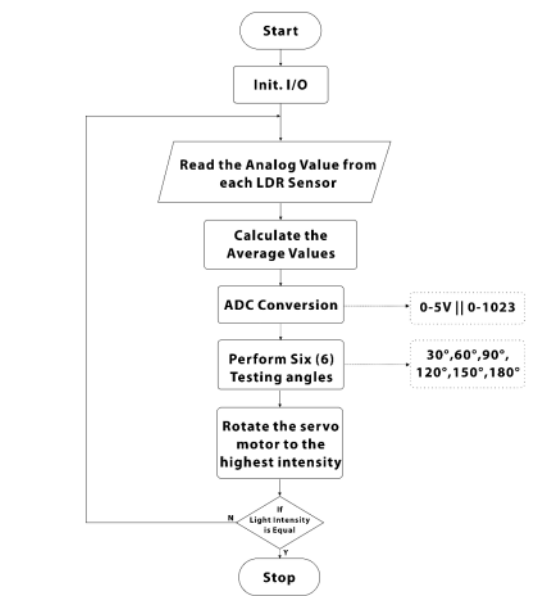 Start
Init. I/O
Read the Analog Value from
each LDR Sensor
Calculate the
Average Values
ADC Conversion
0-5V || 0-1023
Perform Six (6)
Testing angles
30°,60°,90°,
120°,150°,180°
Rotate the servo
motor to the
highest intensity
If
Light Intensity
is Equal
N
Y
Stop